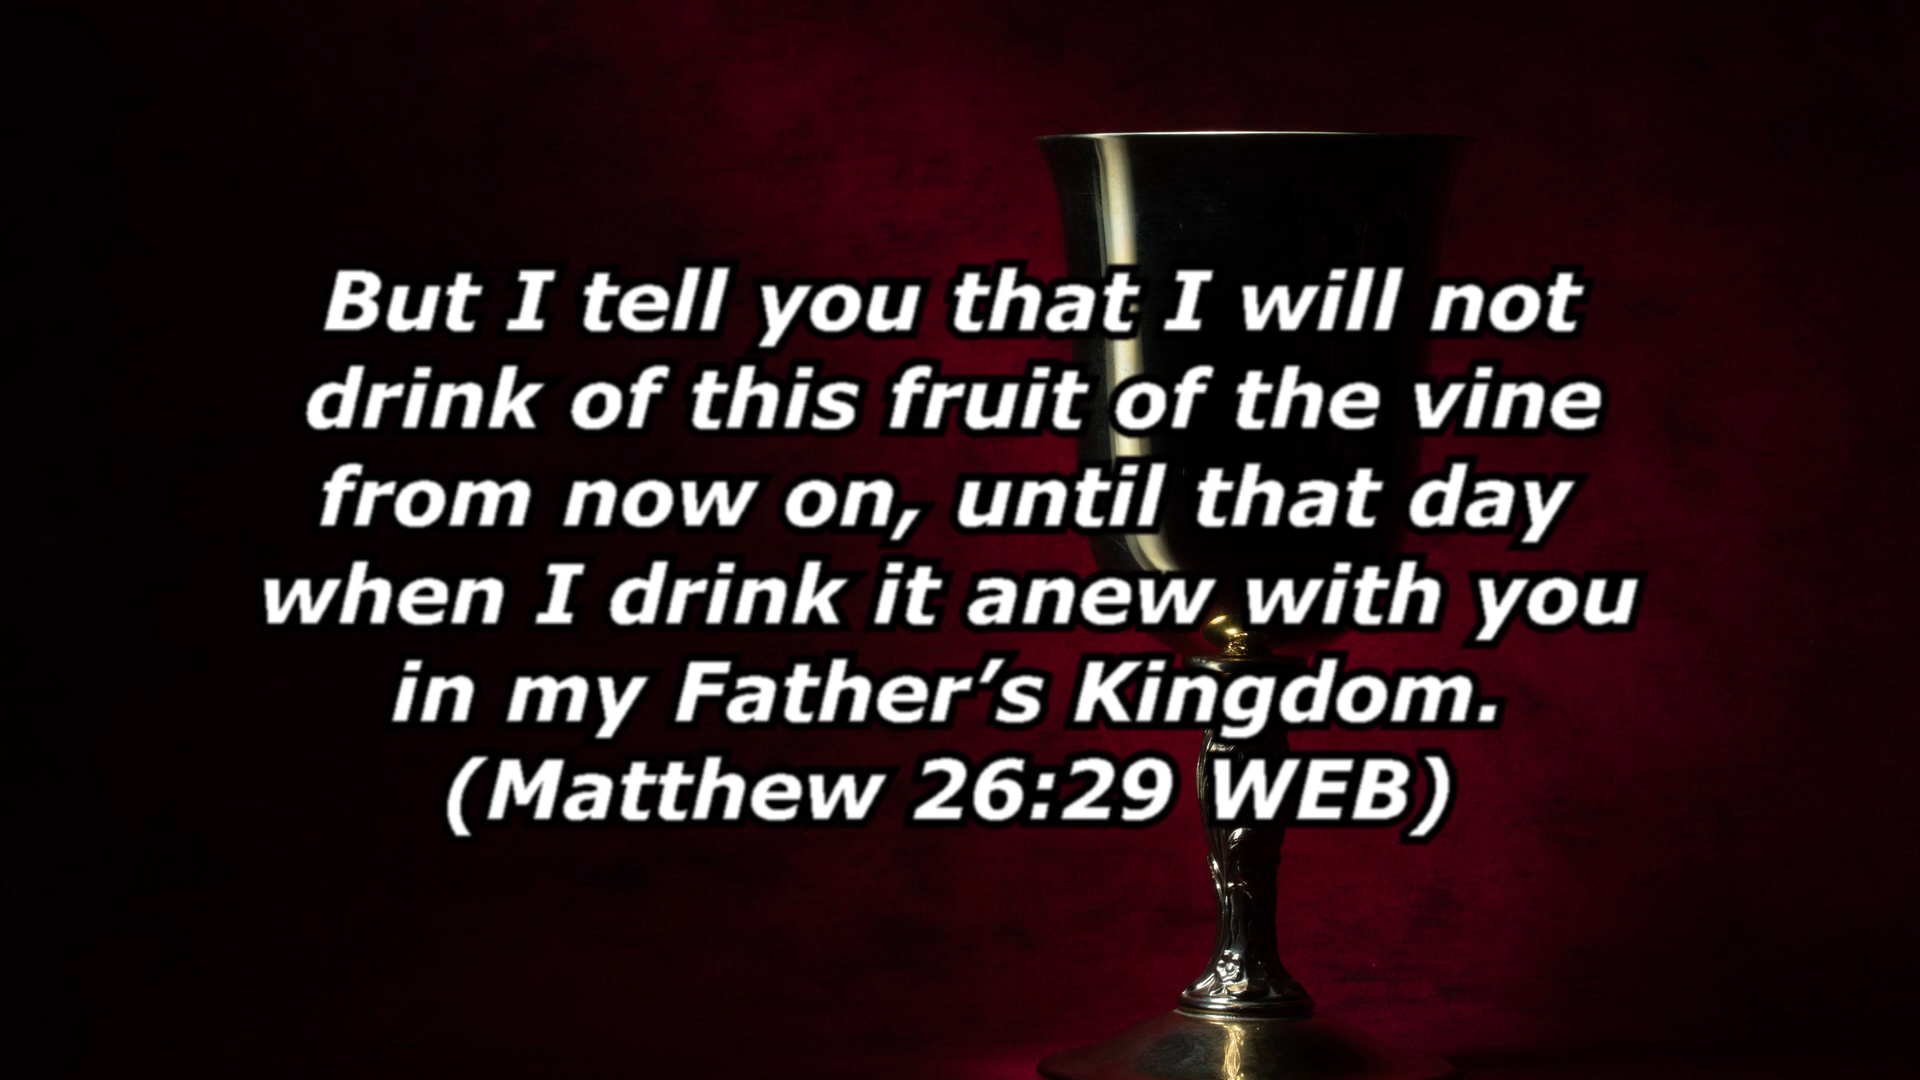 But I tell you that I will not
drink of this fruit of the vine
from now on, until that day
when I drink it anew with you
in my Father’s Kingdom.
(Matthew 26:29 WEB)